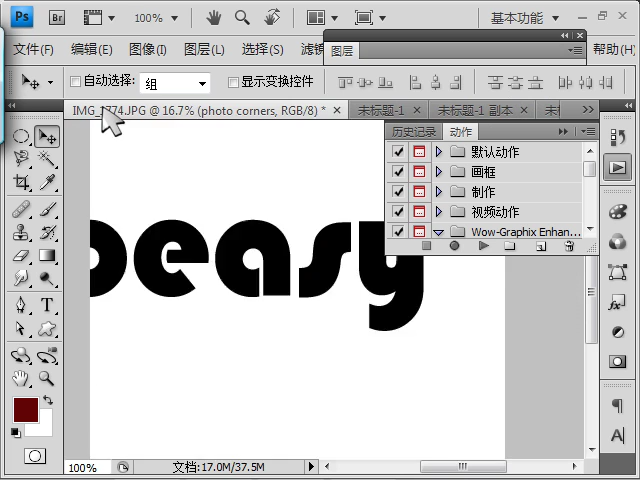 Ps Br 100% 基本功能
文件(F) 编辑(E) 图像(I) 图层(L) 选择(S) 滤镜 图层 帮助(H)
自动选择: 组 显示变换控件
IMG_1774.JPG @ 16.7% (photo corners, RGB/8) * × 未标题-1 × 未标题-1 副本 ×
历史记录 动作
默认动作
画框
制作
视频动作
Wow-Graphix Enhan...
easy
100% 文档:17.0M/37.5M